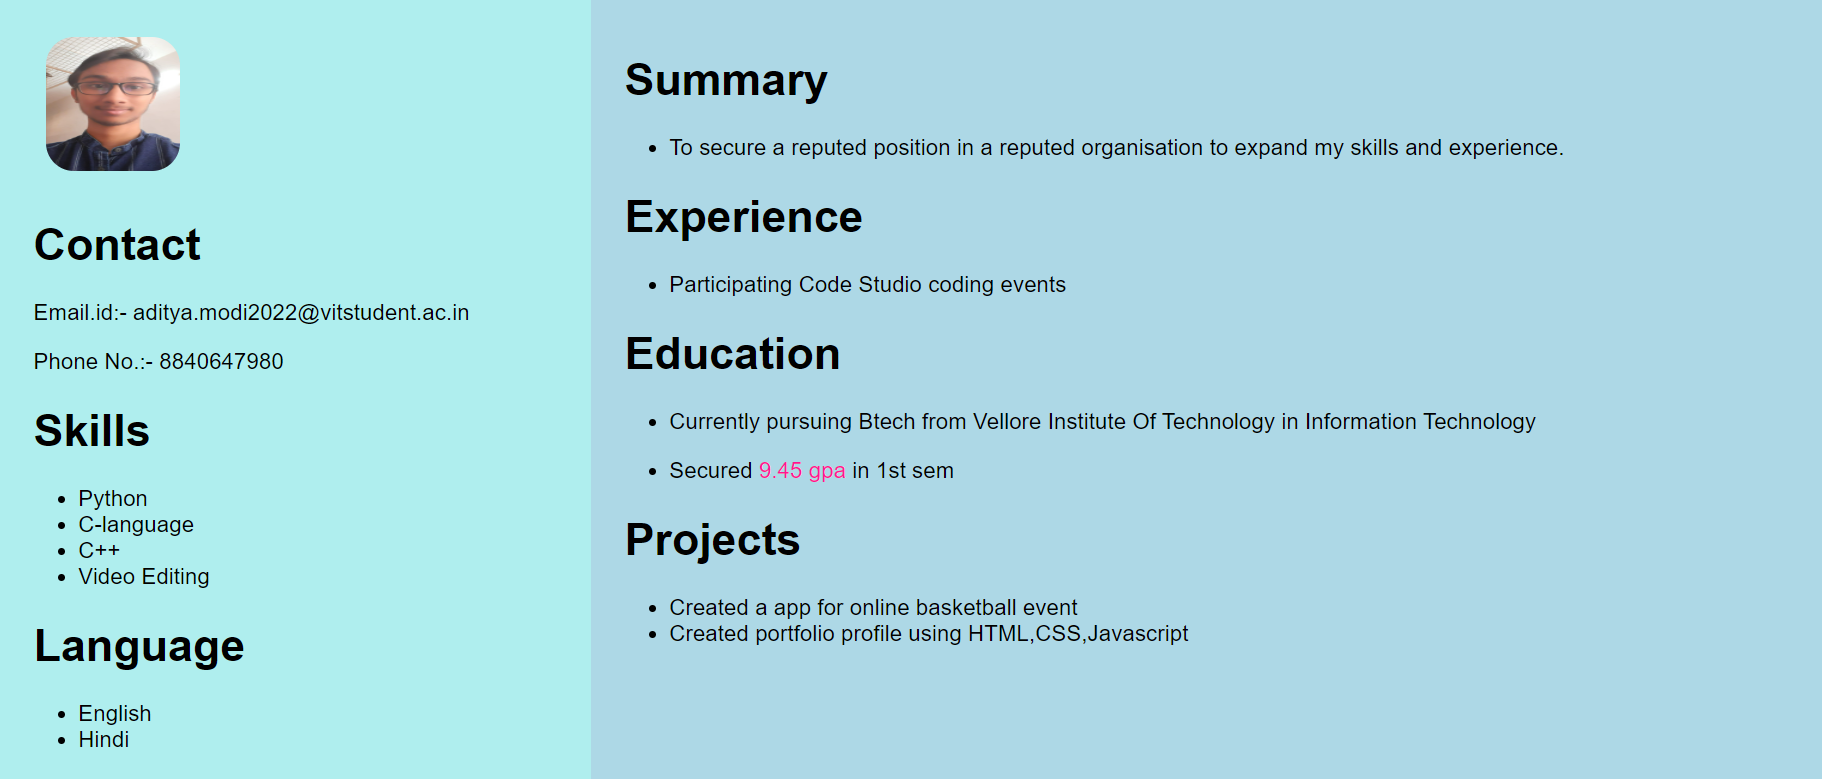 Contact
Email.id:- aditya.modi2022@vitstudent.ac.in
Phone No.:- 8840647980
Skills
Python
C-language
C++
Video Editing
Language
English
Hindi
Summary
To secure a reputed position in a reputed organisation to expand my skills and experience.
Experience
Participating Code Studio coding events
Education
Currently pursuing Btech from Vellore Institute Of Technology in Information Technology
Secured 9.45 gpa in 1st sem
Projects
Created a app for online basketball event
Created portfolio profile using HTML,CSS,Javascript